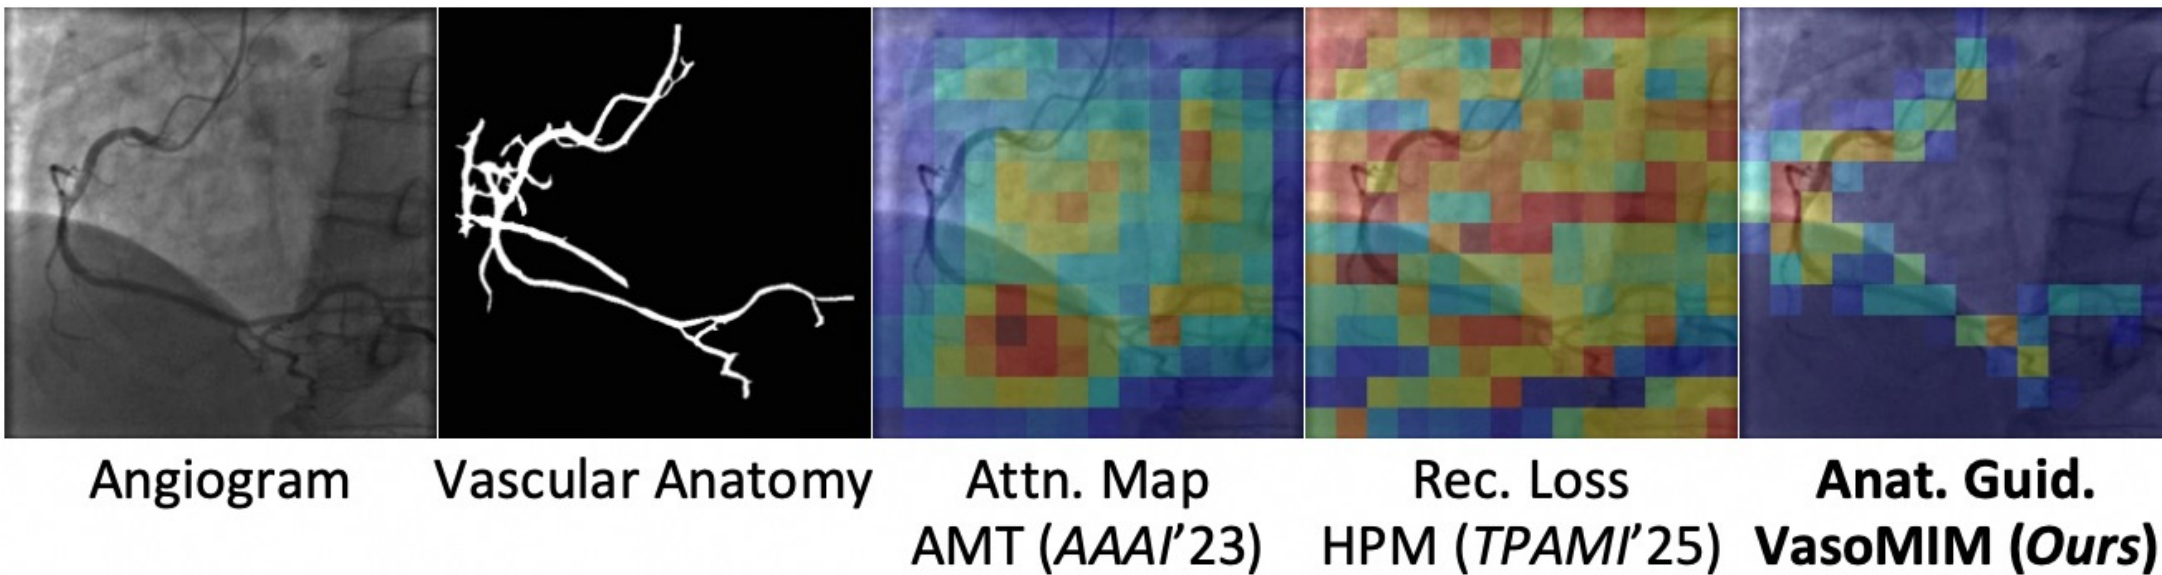 Angiogram
Vascular Anatomy
Attn. Map
AMT (AAAI'23)
Rec. Loss
HPM (TPAMI'25)
Anat. Guid.
VasoMIM (Ours)